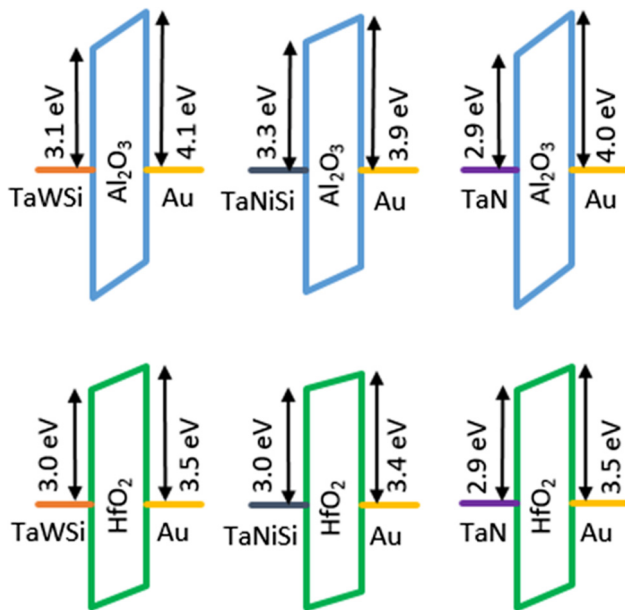 3.1 eV
Al₂O₃
4.1 eV
TaWSi
Au
3.3 eV
Al₂O₃
3.9 eV
TaNiSi
Au
2.9 eV
Al₂O₃
4.0 eV
TaN
Au
3.0 eV
HfO₂
3.5 eV
TaWSi
Au
3.0 eV
HfO₂
3.4 eV
TaNiSi
Au
2.9 eV
HfO₂
3.5 eV
TaN
Au